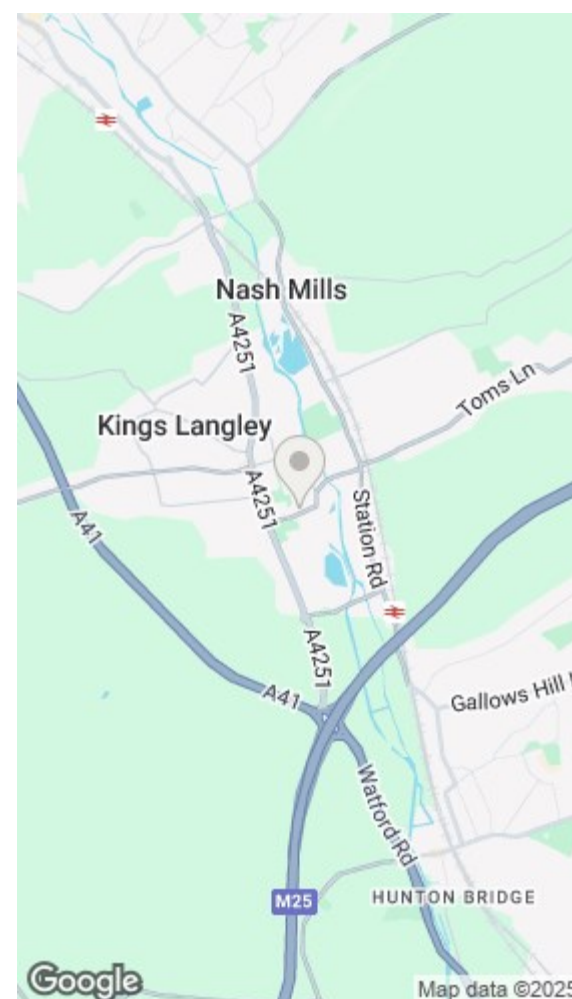 Nash Mills
A4251
Toms Ln
Kings Langley
A4251
Station Rd
A41
A4251
A41
Gallows Hill
Watford Rd
M25
HUNTON BRIDGE
Google
Map data ©2025